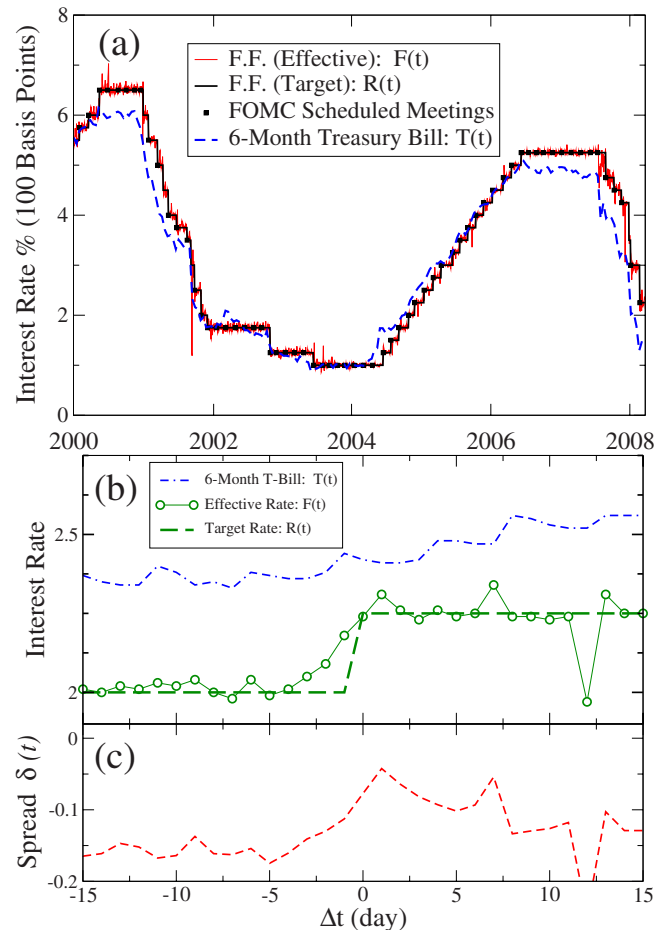 8
(a)
F.F. (Effective): F(t)
F.F. (Target): R(t)
FOMC Scheduled Meetings
6-Month Treasury Bill: T(t)
6
4
2
0
Interest Rate % (100 Basis Points)
2000 2002 2004 2006 2008
(b)
6-Month T-Bill: T(t)
Effective Rate: F(t)
Target Rate: R(t)
2.5
2
Interest Rate
(c)
0
-0.1
-0.2
Spread δ(t)
-15 -10 -5 0 5 10 15
Δt (day)